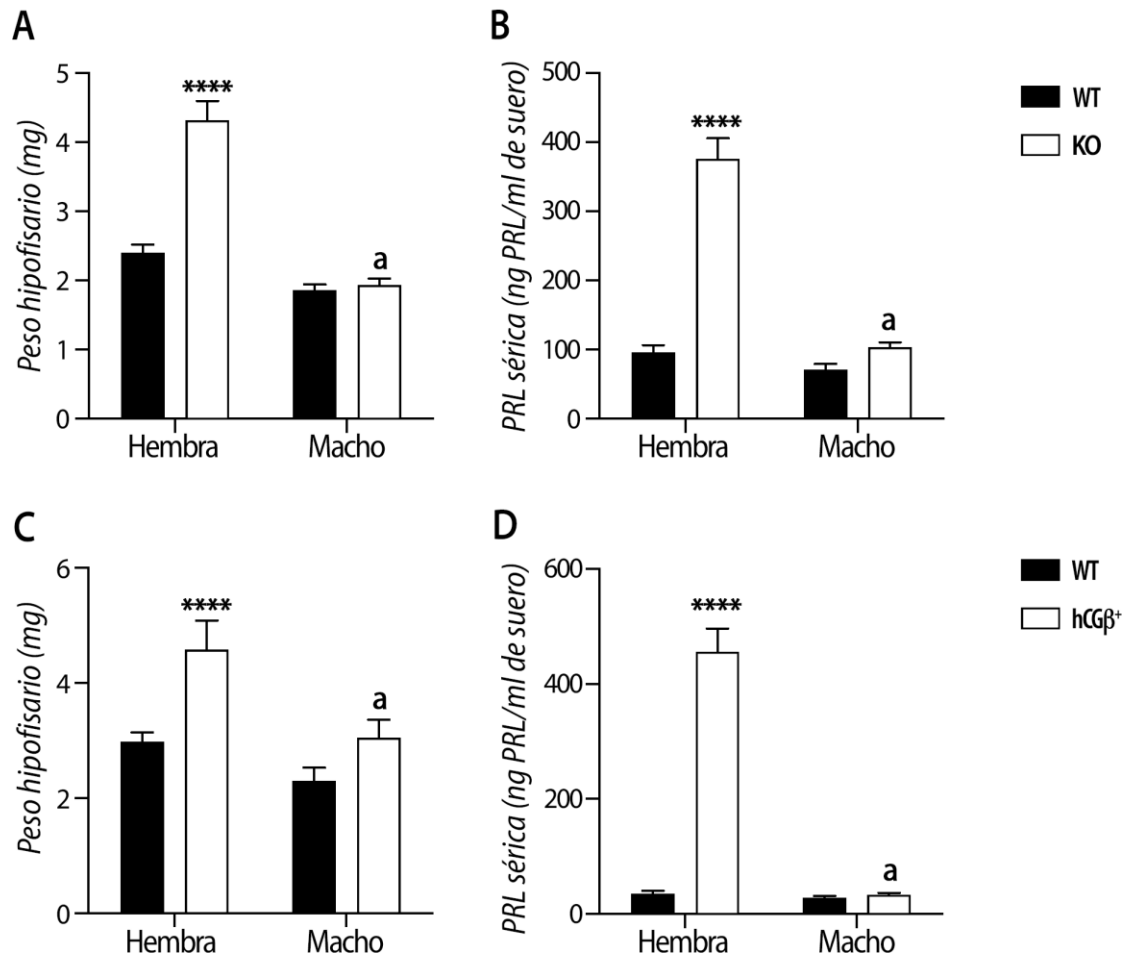 A
Peso hipofisario (mg)
5
4
3
2
1
0
****
a
Hembra
Macho
B
PRL sérica (ng PRL/ml de suero)
500
400
300
200
100
0
****
a
Hembra
Macho
WT
KO
C
Peso hipofisario (mg)
6
4
2
0
****
a
Hembra
Macho
D
PRL sérica (ng PRL/ml de suero)
600
400
200
0
****
a
Hembra
Macho
WT
hCGβ⁺